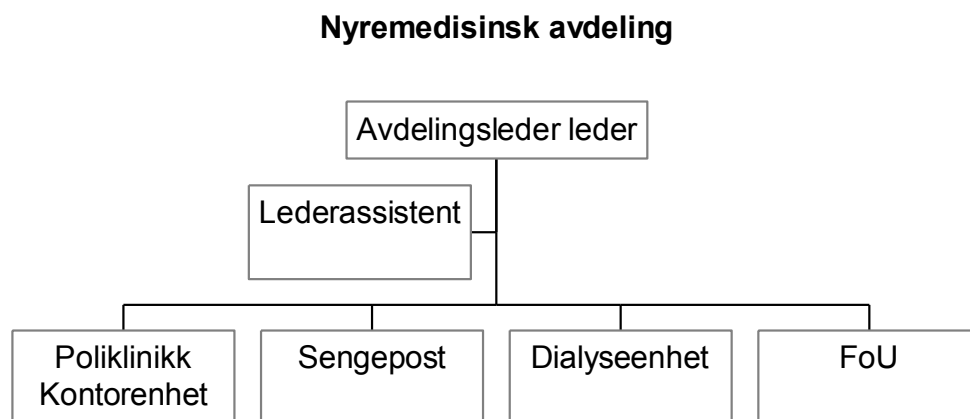 Nyremedisinsk avdeling
Avdelingsleder leder
Lederassistent
Poliklinikk
Kontorenhet
Sengepost
Dialyseenhet
FoU